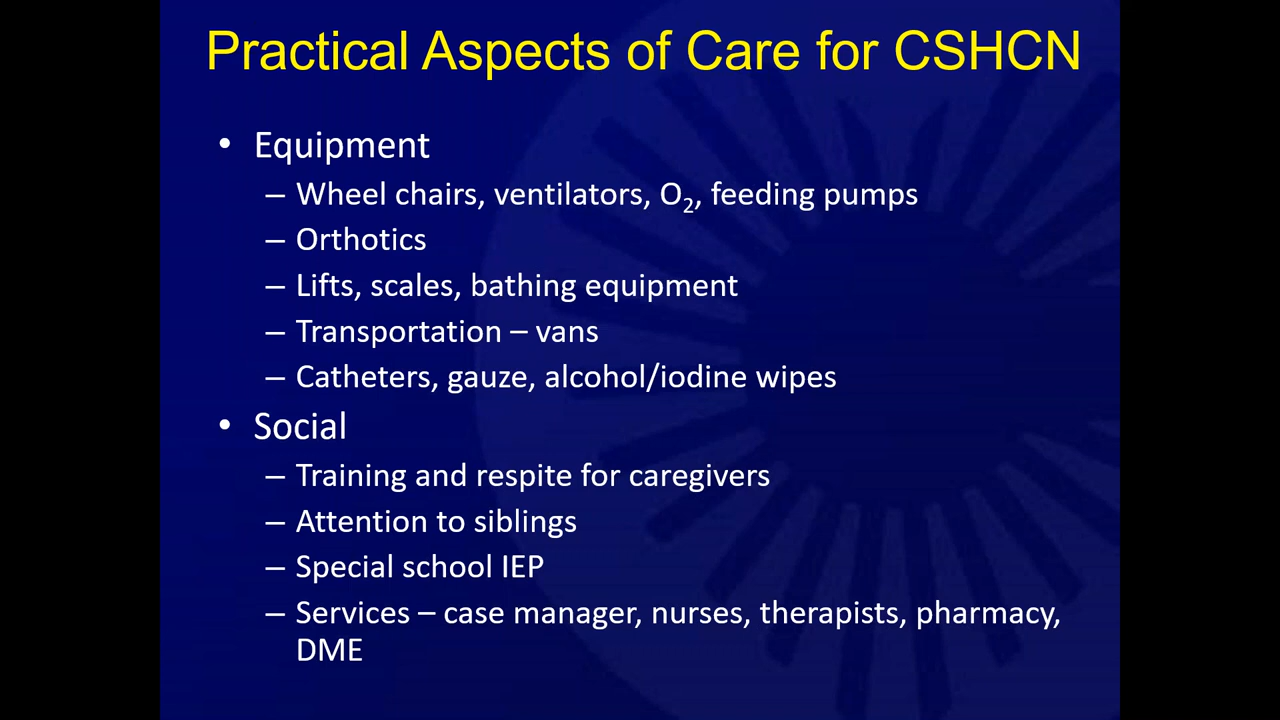 Practical Aspects of Care for CSHCN
• Equipment
– Wheel chairs, ventilators, O₂, feeding pumps
– Orthotics
– Lifts, scales, bathing equipment
– Transportation – vans
– Catheters, gauze, alcohol/iodine wipes
• Social
– Training and respite for caregivers
– Attention to siblings
– Special school IEP
– Services – case manager, nurses, therapists, pharmacy,
DME